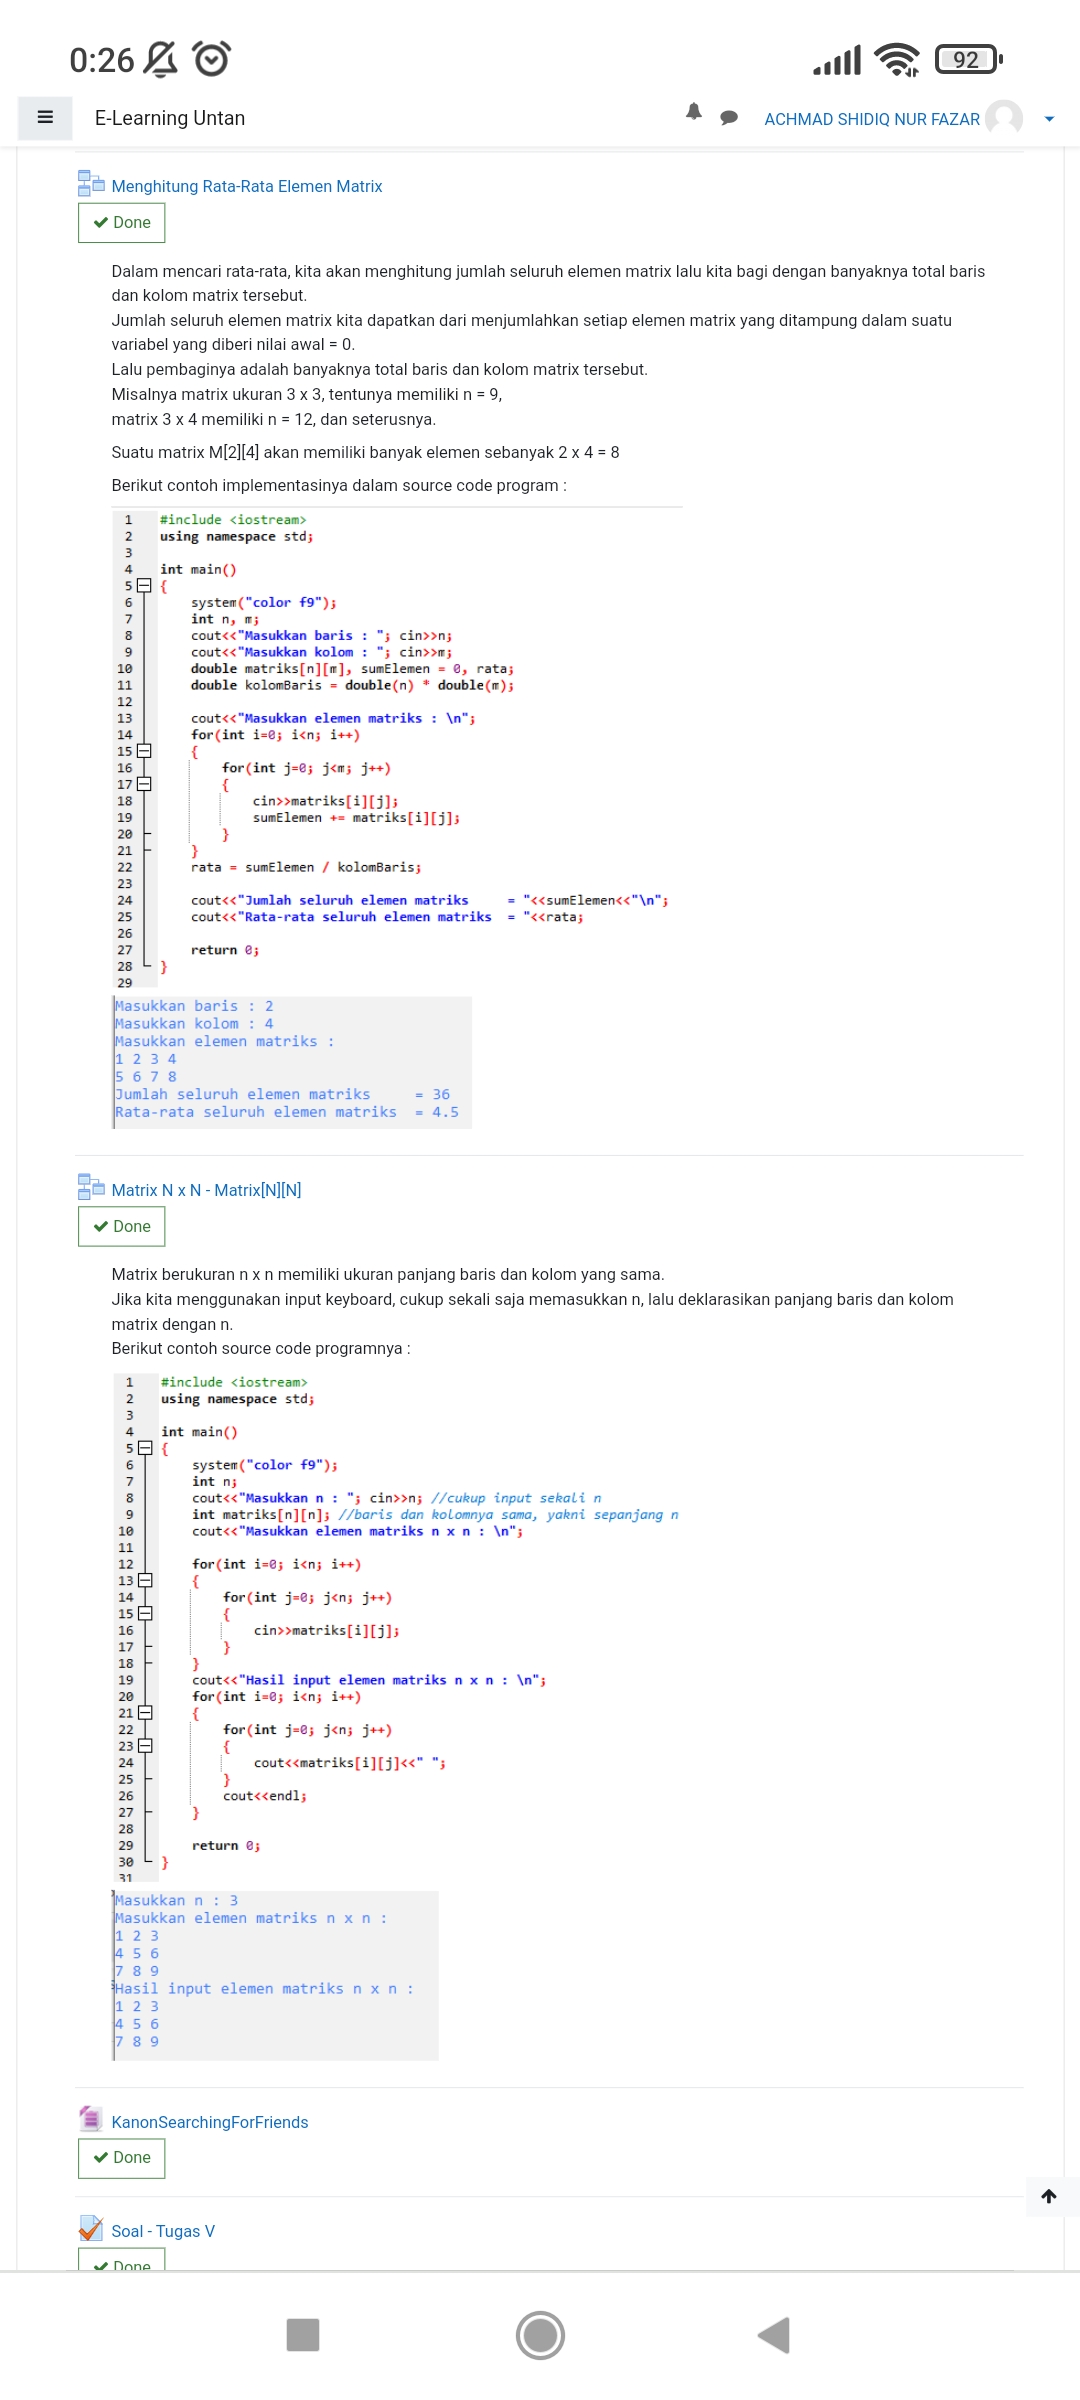 0:26
92
E-Learning Untan
ACHMAD SHIDIQ NUR FAZAR
Menghitung Rata-Rata Elemen Matrix
Done
Dalam mencari rata-rata, kita akan menghitung jumlah seluruh elemen matrix lalu kita bagi dengan banyaknya total baris
dan kolom matrix tersebut.
Jumlah seluruh elemen matrix kita dapatkan dari menjumlahkan setiap elemen matrix yang ditampung dalam suatu
variabel yang diberi nilai awal = 0.
Lalu pembaginya adalah banyaknya total baris dan kolom matrix tersebut.
Misalnya matrix ukuran 3 x 3, tentunya memiliki n = 9,
matrix 3 x 4 memiliki n = 12, dan seterusnya.
Suatu matrix M[2][4] akan memiliki banyak elemen sebanyak 2 x 4 = 8
Berikut contoh implementasinya dalam source code program :
1 #include <iostream>
2 using namespace std;
3
4 int main()
5 {
6 system("color f9");
7 int n, m;
8 cout<<"Masukkan baris : "; cin>>n;
9 cout<<"Masukkan kolom : "; cin>>m;
10 double matriks[n][m], sumElemen = 0, rata;
11 double kolomBaris = double(n) * double(m);
12
13 cout<<"Masukkan elemen matriks : \n";
14 for(int i=0; i<n; i++)
15 {
16 for(int j=0; j<m; j++)
17 {
18 cin>>matriks[i][j];
19 sumElemen += matriks[i][j];
20 }
21 }
22 rata = sumElemen / kolomBaris;
23
24 cout<<"Jumlah seluruh elemen matriks = "<<sumElemen<<"\n";
25 cout<<"Rata-rata seluruh elemen matriks = "<<rata;
26
27 return 0;
28 }
29
Masukkan baris : 2
Masukkan kolom : 4
Masukkan elemen matriks :
1 2 3 4
5 6 7 8
Jumlah seluruh elemen matriks = 36
Rata-rata seluruh elemen matriks = 4.5
Matrix N x N - Matrix[N][N]
Done
Matrix berukuran n x n memiliki ukuran panjang baris dan kolom yang sama.
Jika kita menggunakan input keyboard, cukup sekali saja memasukkan n, lalu deklarasikan panjang baris dan kolom
matrix dengan n.
Berikut contoh source code programnya :
1 #include <iostream>
2 using namespace std;
3
4 int main()
5 {
6 system("color f9");
7 int n;
8 cout<<"Masukkan n : "; cin>>n; //cukup input sekali n
9 int matriks[n][n]; //baris dan kolomnya sama, yakni sepanjang n
10 cout<<"Masukkan elemen matriks n x n : \n";
11
12 for(int i=0; i<n; i++)
13 {
14 for(int j=0; j<n; j++)
15 {
16 cin>>matriks[i][j];
17 }
18 }
19 cout<<"Hasil input elemen matriks n x n : \n";
20 for(int i=0; i<n; i++)
21 {
22 for(int j=0; j<n; j++)
23 {
24 cout<<matriks[i][j]<<" ";
25 }
26 cout<<endl;
27 }
28
29 return 0;
30 }
31
Masukkan n : 3
Masukkan elemen matriks n x n :
1 2 3
4 5 6
7 8 9
Hasil input elemen matriks n x n :
1 2 3
4 5 6
7 8 9
KanonSearchingForFriends
Done
Soal - Tugas V
Done